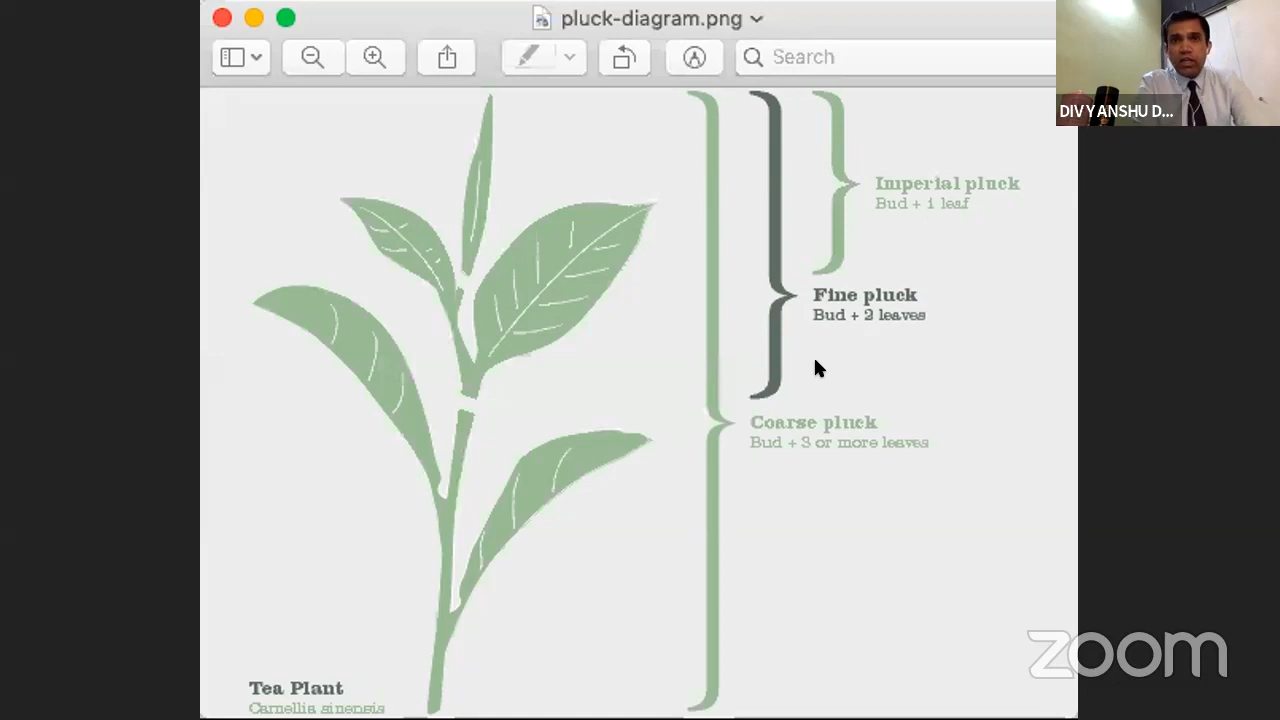 pluck-diagram.png
Search
DIVYANSHU D...
Imperial pluck
Bud + 1 leaf
Fine pluck
Bud + 2 leaves
Coarse pluck
Bud + 3 or more leaves
Tea Plant
Camellia sinensis
zoom